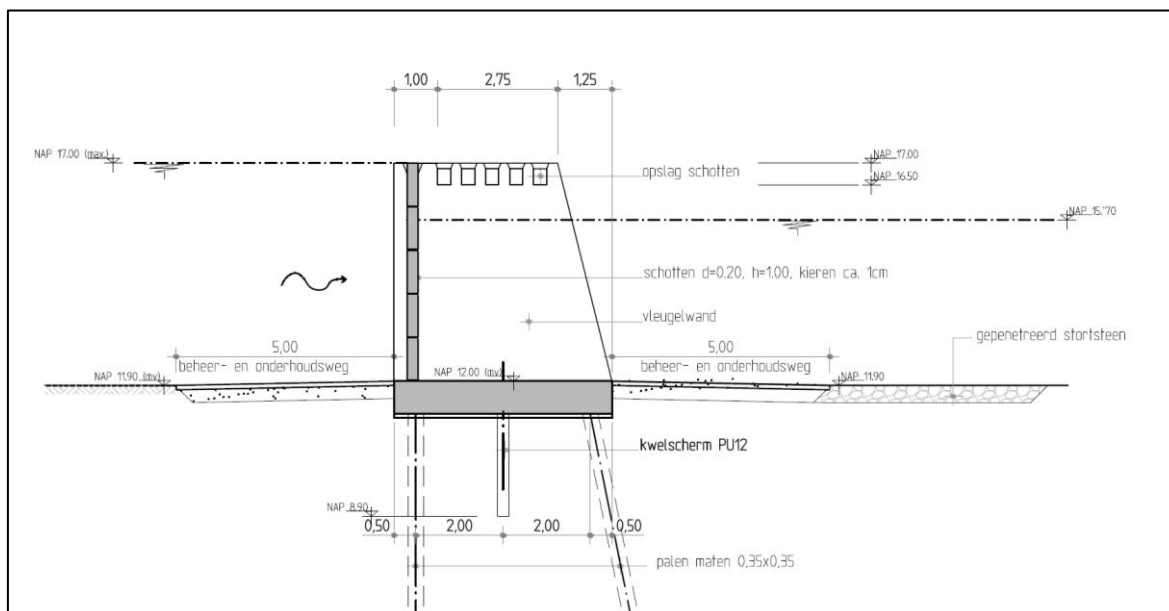 1,00 2,75 1,25
NAP 17.00 (max.)
NAP 17.00
opslag schotten
NAP 16.50
NAP 15.'70
schotten d=0.20, h=1.00, kieren ca. 1cm
vleugelwand
gepenetreerd stortsteen
5,00 5,00
beheer- en onderhoudsweg beheer- en onderhoudsweg
NAP 11.90 (mv) NAP 12.00 (mv) NAP 11.90
kwelscherm PU12
NAP 8.90
0,50 2,00 2,00 0,50
palen maten 0,35x0,35